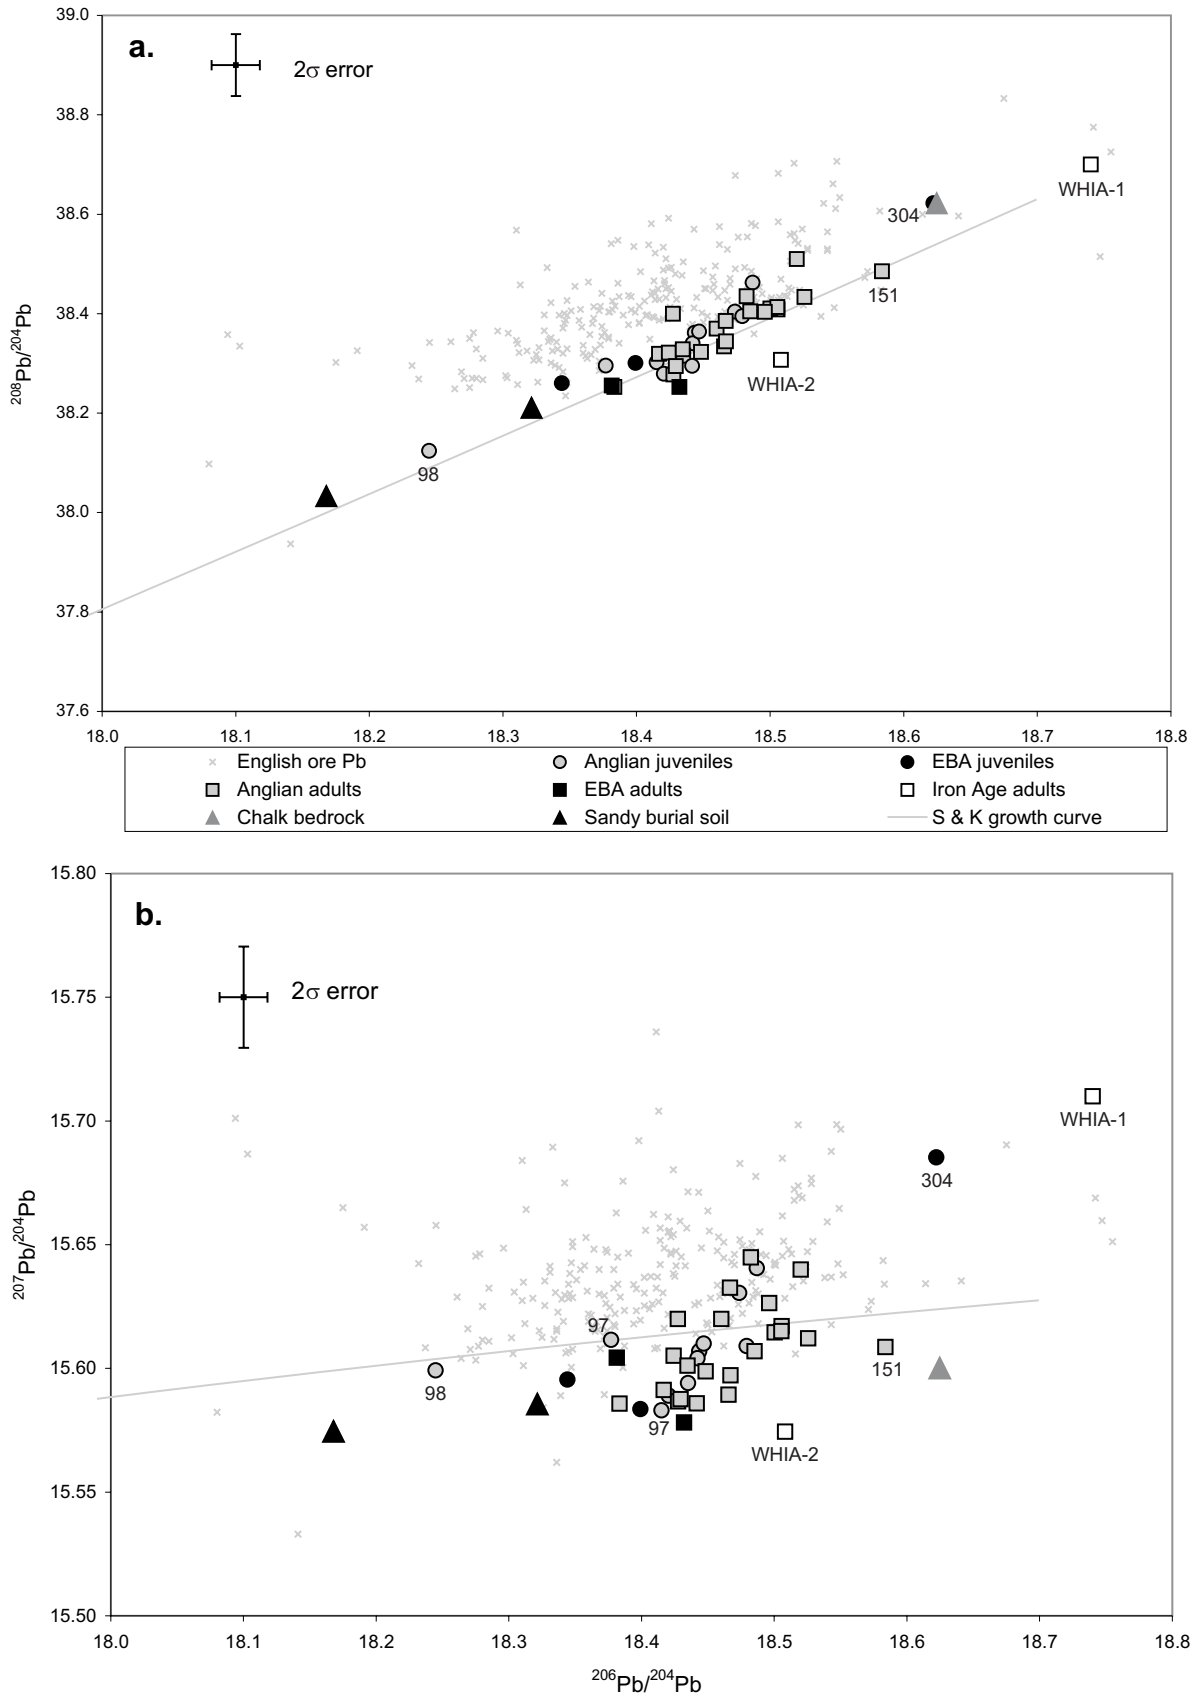 39.0
a.
2σ error
38.8
38.6
WHIA-1
304
151
38.4
WHIA-2
208Pb/204Pb
38.2
98
38.0
37.8
37.6
18.0 18.1 18.2 18.3 18.4 18.5 18.6 18.7 18.8
English ore Pb Anglian juveniles EBA juveniles
Anglian adults EBA adults Iron Age adults
Chalk bedrock Sandy burial soil S & K growth curve
15.80
b.
2σ error
15.75
15.70
WHIA-1
304
15.65
207Pb/204Pb
97
15.60
98
151
97
WHIA-2
15.55
15.50
18.0 18.1 18.2 18.3 18.4 18.5 18.6 18.7 18.8
206Pb/204Pb